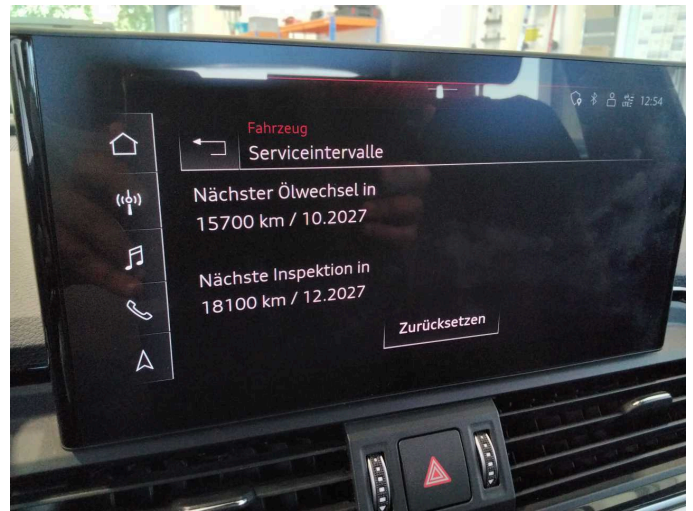 12:54
Fahrzeug
Serviceintervalle
Nächster Ölwechsel in
15700 km / 10.2027
Nächste Inspektion in
18100 km / 12.2027
Zurücksetzen